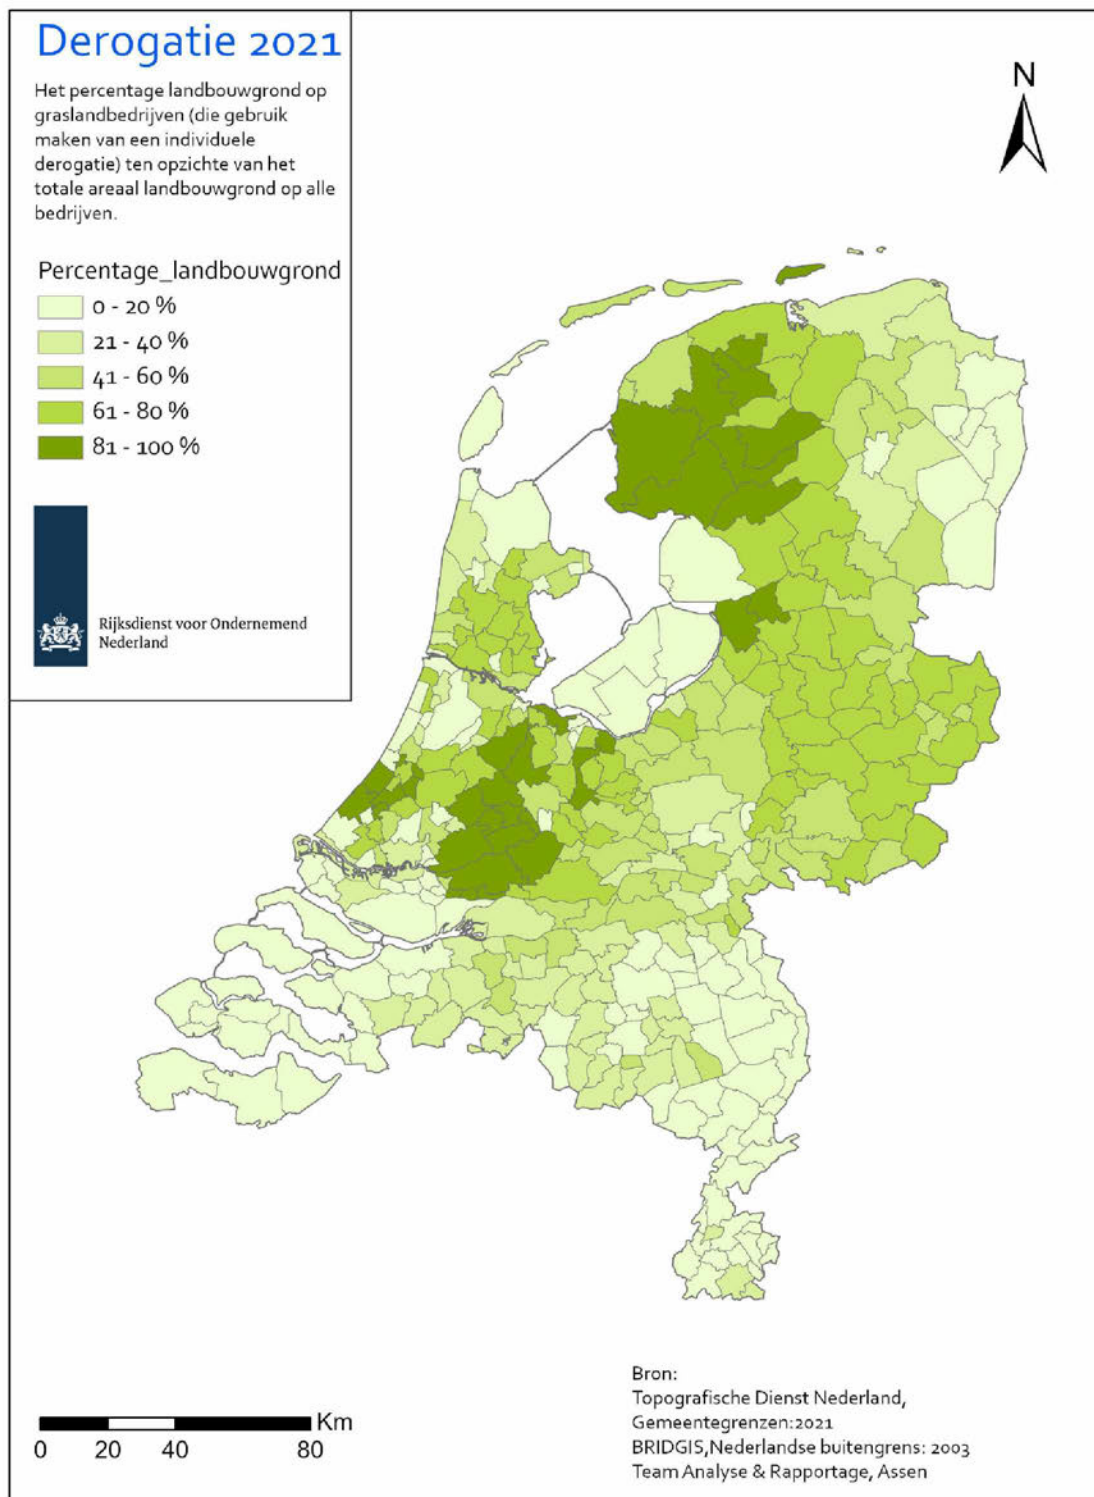 Derogatie 2021
Het percentage landbouwgrond op
graslandbedrijven (die gebruik
maken van een individuele
derogatie) ten opzichte van het
totale areaal landbouwgrond op alle
bedrijven.
Percentage_landbouwgrond
0 - 20 %
21 - 40 %
41 - 60 %
61 - 80 %
81 - 100 %
Rijksdienst voor Ondernemend
Nederland
N
Km
0 20 40 80
Bron:
Topografische Dienst Nederland,
Gemeentegrenzen:2021
BRIDGIS,Nederlandse buitengrens: 2003
Team Analyse & Rapportage, Assen